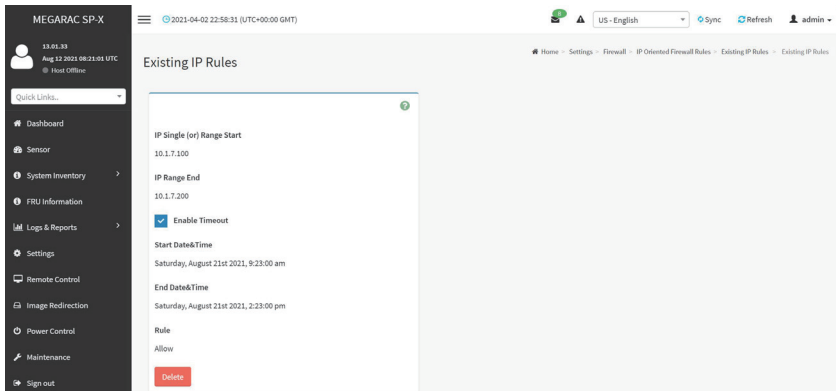 MEGARAC SP-X
2021-04-02 22:58:31 (UTC+00:00 GMT)
US - English
Sync
Refresh
admin
13.01.33
Aug 12 2021 08:21:01 UTC
Host Offline
Quick Links..
Dashboard
Sensor
System Inventory
FRU Information
Logs & Reports
Settings
Remote Control
Image Redirection
Power Control
Maintenance
Sign out
Existing IP Rules
Home > Settings > Firewall > IP Oriented Firewall Rules > Existing IP Rules > Existing IP Rules
IP Single (or) Range Start
10.1.7.100
IP Range End
10.1.7.200
Enable Timeout
Start Date&Time
Saturday, August 21st 2021, 9:23:00 am
End Date&Time
Saturday, August 21st 2021, 2:23:00 pm
Rule
Allow
Delete